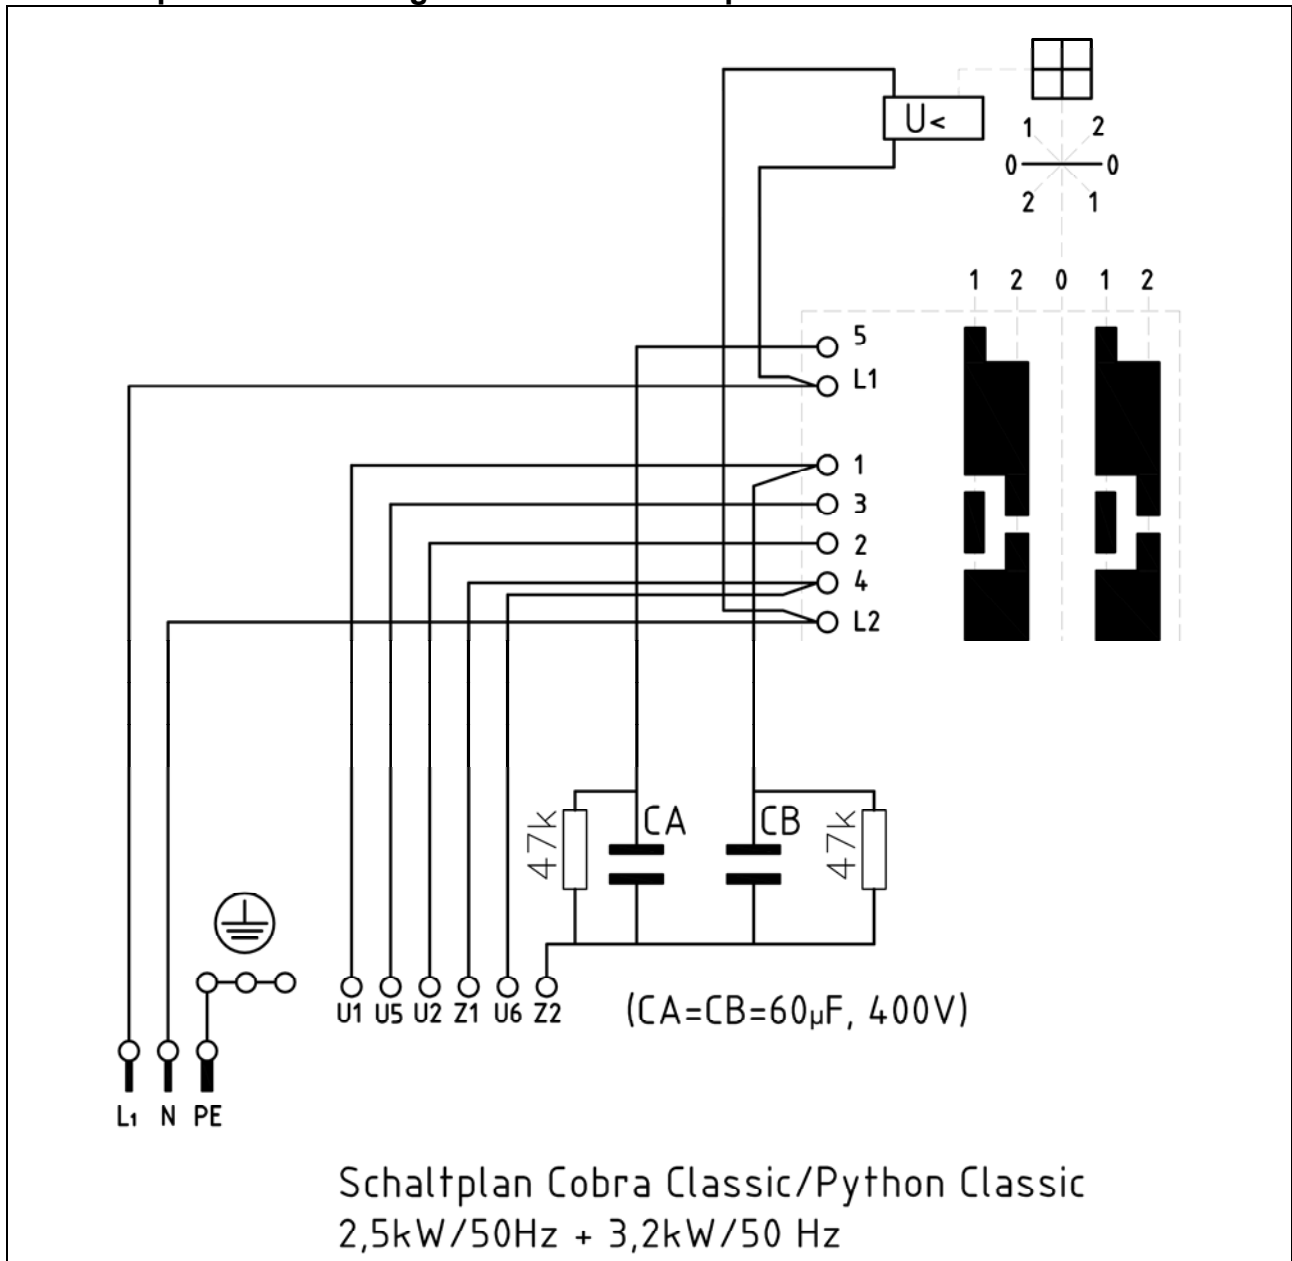 U<
1 2
0 0
2 1
1 2 0 1 2
5
L1
1
3
2
4
L2
47k CA CB 47k
U1 U5 U2 Z1 U6 Z2
(CA=CB=60µF, 400V)
L1 N PE
Schaltplan Cobra Classic/Python Classic
2,5kW/50Hz + 3,2kW/50 Hz